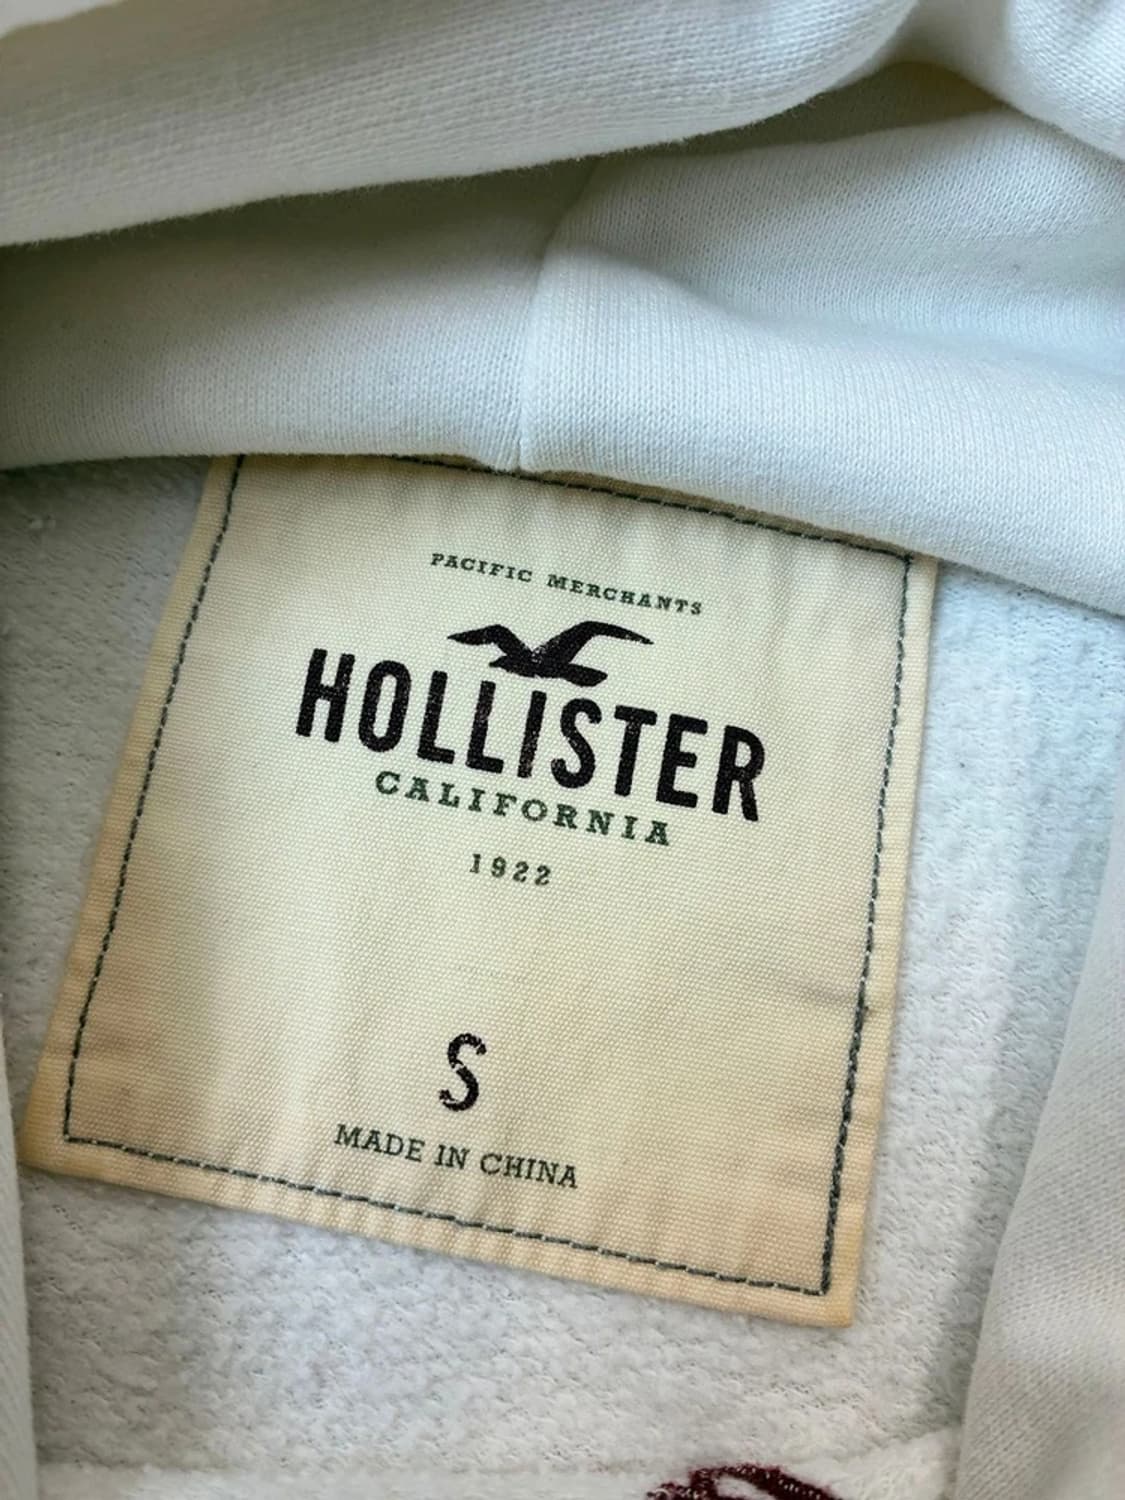 PACIFIC MERCHANTS
HOLLISTER
CALIFORNIA
1922
S
MADE IN CHINA